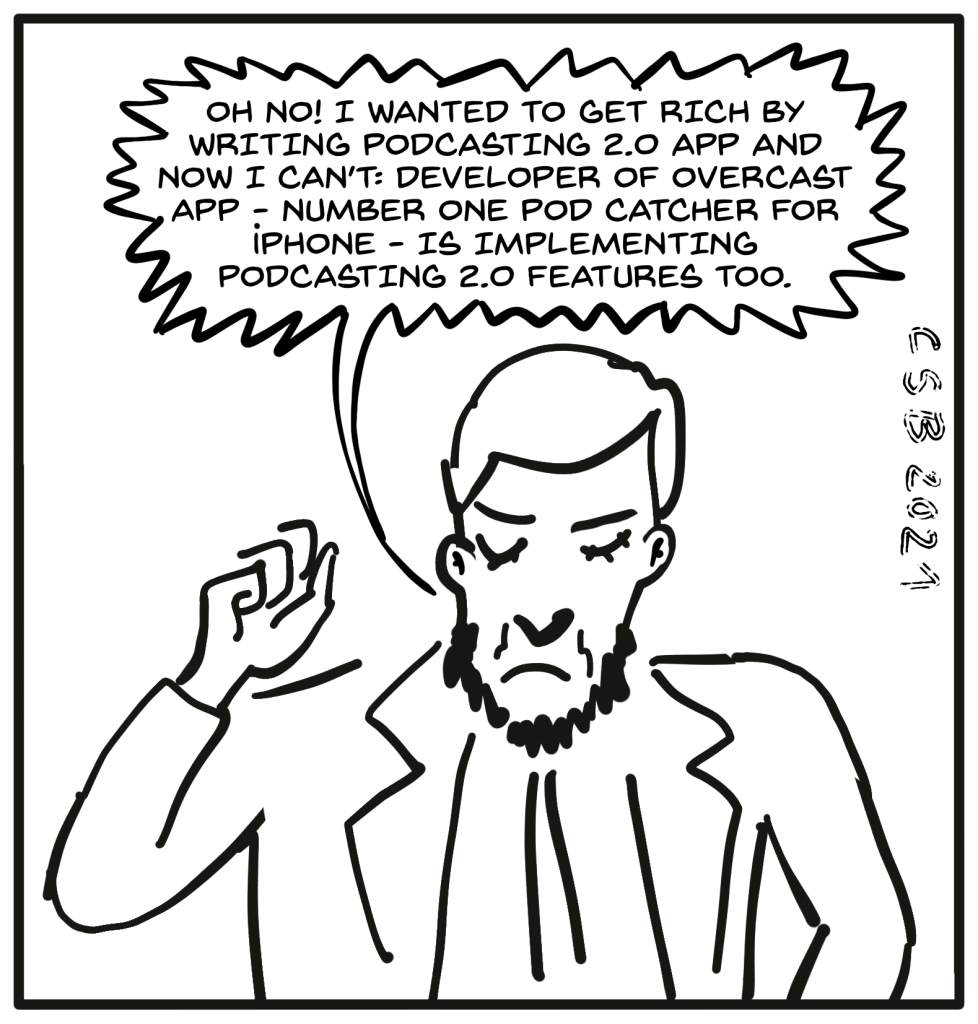 OH NO! I WANTED TO GET RICH BY
WRITING PODCASTING 2.0 APP AND
NOW I CAN'T: DEVELOPER OF OVERCAST
APP - NUMBER ONE POD CATCHER FOR
iPHONE - IS IMPLEMENTING
PODCASTING 2.0 FEATURES TOO.
CSB 2021